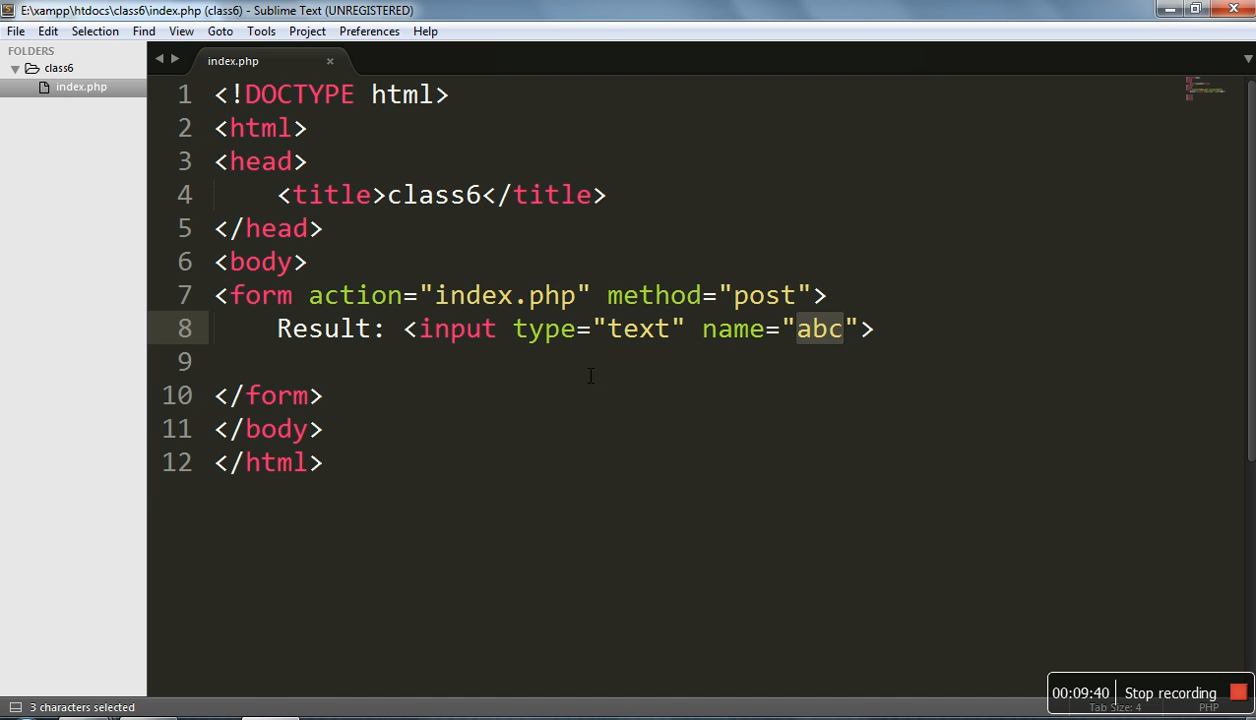 E:\xampp\htdocs\class6\index.php (class6) - Sublime Text (UNREGISTERED)
File Edit Selection Find View Goto Tools Project Preferences Help
FOLDERS
class6
index.php
index.php
1 <!DOCTYPE html>
2 <html>
3 <head>
4 <title>class6</title>
5 </head>
6 <body>
7 <form action="index.php" method="post">
8 Result: <input type="text" name="abc">
9
10 </form>
11 </body>
12 </html>
00:09:40 Stop recording
3 characters selected Tab Size: 4 PHP